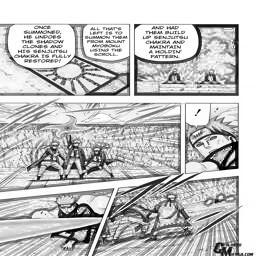 ONCE
SUMMONED,
HE UNDOES
THE SHADOW
CLONES AND
HIS SENJUTSU
CHAKRA IS FULLY
RESTORED!
ALL THAT'S
LEFT IS TO
SUMMON THEM
FROM MOUNT
MYOBOKU
USING THE
SCROLL.
AND HAD
THEM BUILD
UP SENJUTSU
CHAKRA AND
MAINTAIN
A HOLDIN'
PATTERN.
!